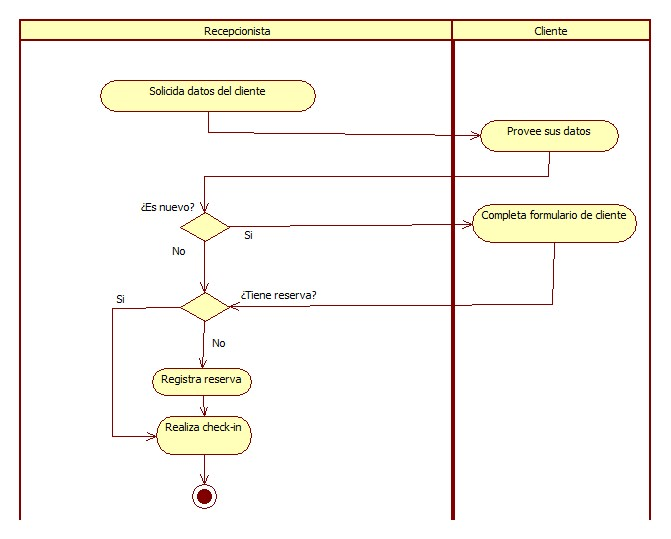 Recepcionista
Cliente
Solicida datos del cliente
Provee sus datos
¿Es nuevo?
Completa formulario de cliente
Si
No
¿Tiene reserva?
Si
No
Registra reserva
Realiza check-in